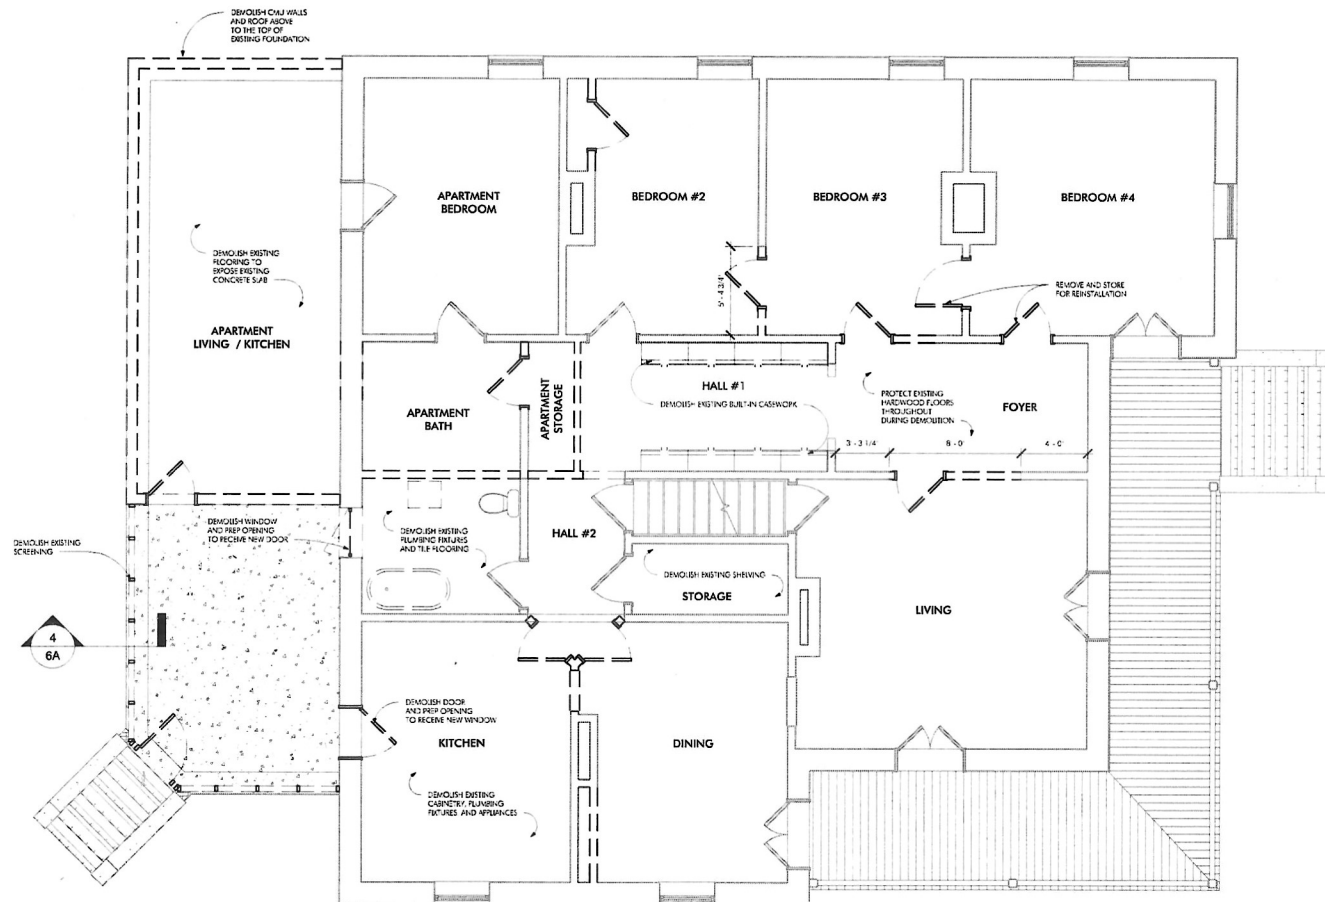 DEMOLISH CMU WALLS
AND ROOF ABOVE
TO THE TOP OF
EXISTING FOUNDATION
APARTMENT
BEDROOM
BEDROOM #2
BEDROOM #3
BEDROOM #4
DEMOLISH EXISTING
FLOORING TO
EXPOSE EXISTING
CONCRETE SLAB
5' - 4 3/4"
REMOVE AND STORE
FOR REINSTALLATION
APARTMENT
LIVING / KITCHEN
APARTMENT
BATH
APARTMENT
STORAGE
HALL #1
DEMOLISH EXISTING BUILT-IN CASEWORK
PROTECT EXISTING
HARDWOOD FLOORS
THROUGHOUT
DURING DEMOLITION
FOYER
3 - 3 1/4"
8 - 0"
4 - 0"
DEMOLISH EXISTING
SCREENING
DEMOLISH WINDOW
AND PREP OPENING
TO RECEIVE NEW DOOR
DEMOLISH EXISTING
PLUMBING FIXTURES
AND TILE FLOORING
HALL #2
DEMOLISH EXISTING SHELVING
STORAGE
LIVING
4
6A
DEMOLISH DOOR
AND PREP OPENING
TO RECEIVE NEW WINDOW
KITCHEN
DINING
DEMOLISH EXISTING
CABINETRY, PLUMBING
FIXTURES AND APPLIANCES